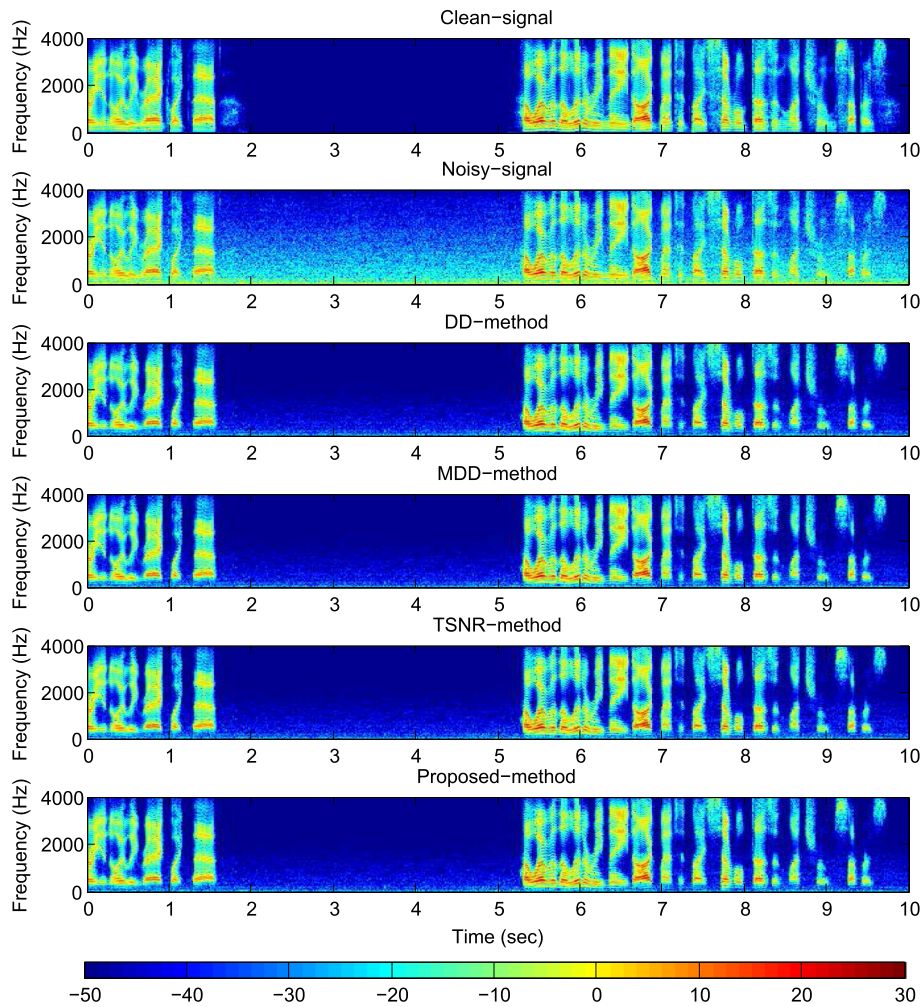 Clean−signal
Frequency (Hz)
4000
2000
0
0 1 2 3 4 5 6 7 8 9 10
Noisy−signal
Frequency (Hz)
4000
2000
0
0 1 2 3 4 5 6 7 8 9 10
DD−method
Frequency (Hz)
4000
2000
0
0 1 2 3 4 5 6 7 8 9 10
MDD−method
Frequency (Hz)
4000
2000
0
0 1 2 3 4 5 6 7 8 9 10
TSNR−method
Frequency (Hz)
4000
2000
0
0 1 2 3 4 5 6 7 8 9 10
Proposed−method
Frequency (Hz)
4000
2000
0
0 1 2 3 4 5 6 7 8 9 10
Time (sec)
−50 −40 −30 −20 −10 0 10 20 30